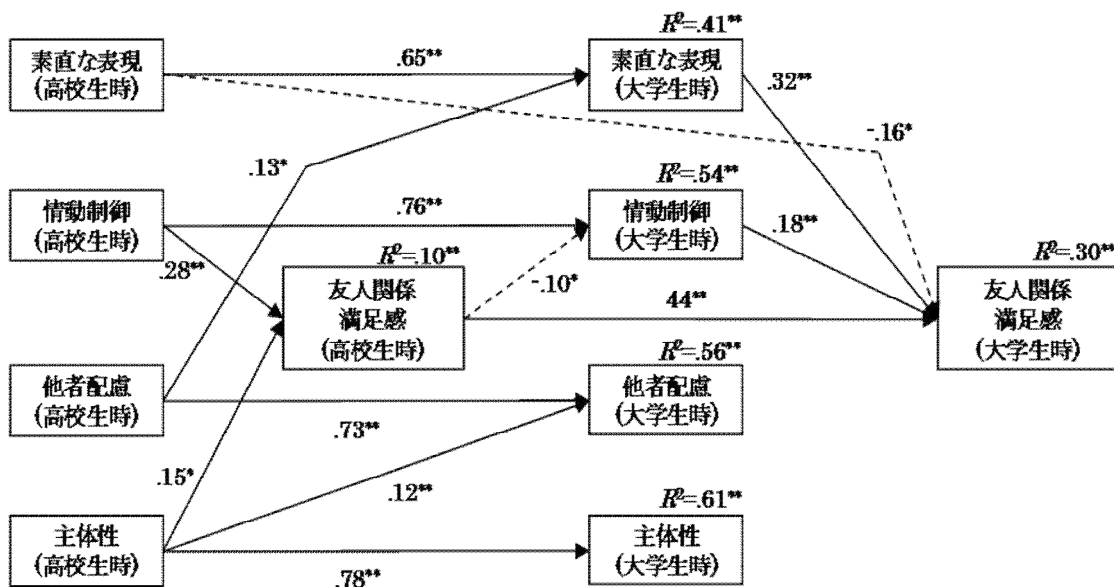 R²=.41**
素直な表現
(高校生時)
.65**
素直な表現
(大学生時)
.32**
-.16*
.13*
R²=.54**
情動制御
(高校生時)
.76**
情動制御
(大学生時)
.18**
.28**
R²=.10**
-.10*
R²=.30**
友人関係
満足感
(高校生時)
44**
友人関係
満足感
(大学生時)
R²=.56**
他者配慮
(高校生時)
他者配慮
(大学生時)
.73**
.15*
.12**
R²=.61**
主体性
(高校生時)
主体性
(大学生時)
.78**